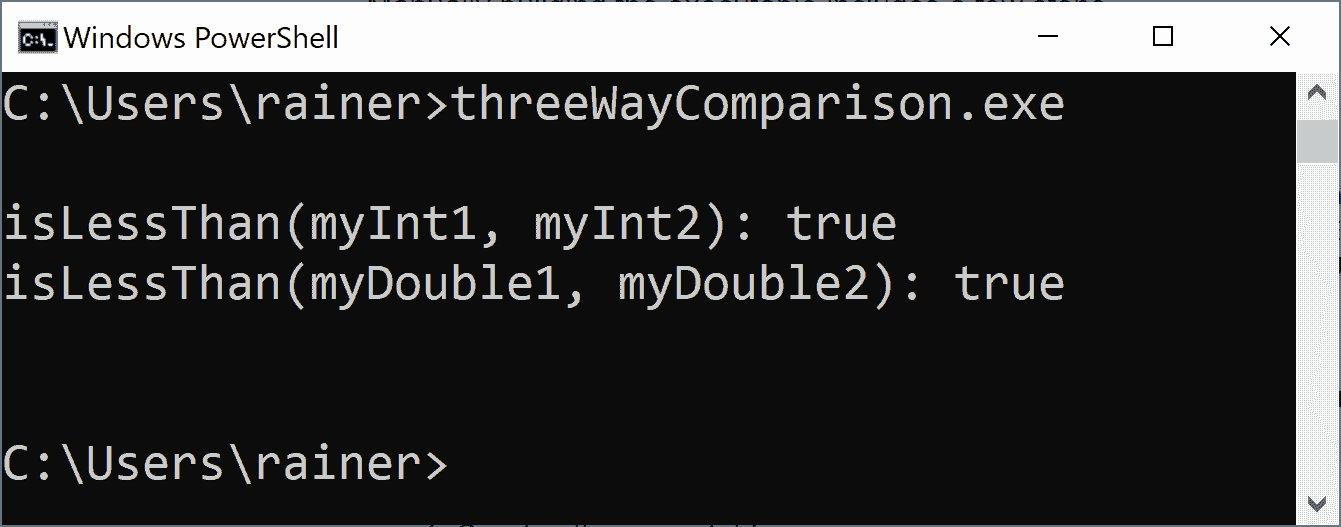 Windows PowerShell
C:\Users\rainer>threeWayComparison.exe
isLessThan(myInt1, myInt2): true
isLessThan(myDouble1, myDouble2): true
C:\Users\rainer>